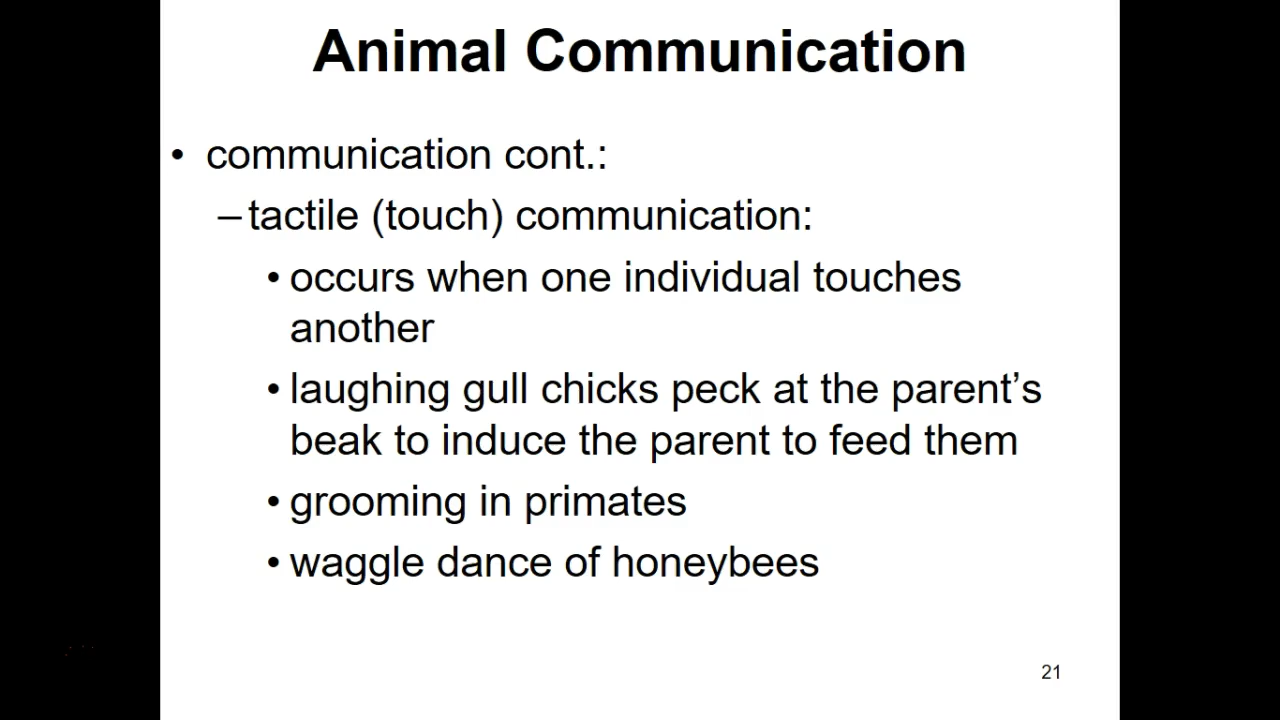 Animal Communication
• communication cont.:
– tactile (touch) communication:
• occurs when one individual touches
another
• laughing gull chicks peck at the parent’s
beak to induce the parent to feed them
• grooming in primates
• waggle dance of honeybees
21